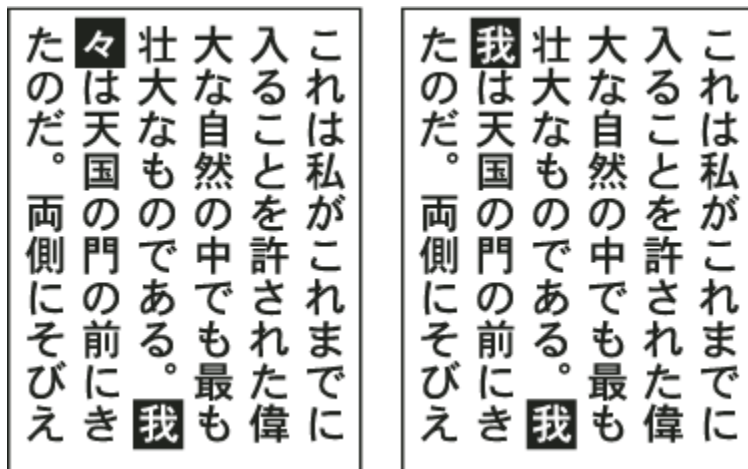 これは私がこれまでに
入ることを許された偉
大な自然の中でも最も
壮大なものである。我
々は天国の門の前にき
たのだ。両側にそびえ
これは私がこれまでに
入ることを許された偉
大な自然の中でも最も
壮大なものである。我
我は天国の門の前にき
たのだ。両側にそびえ